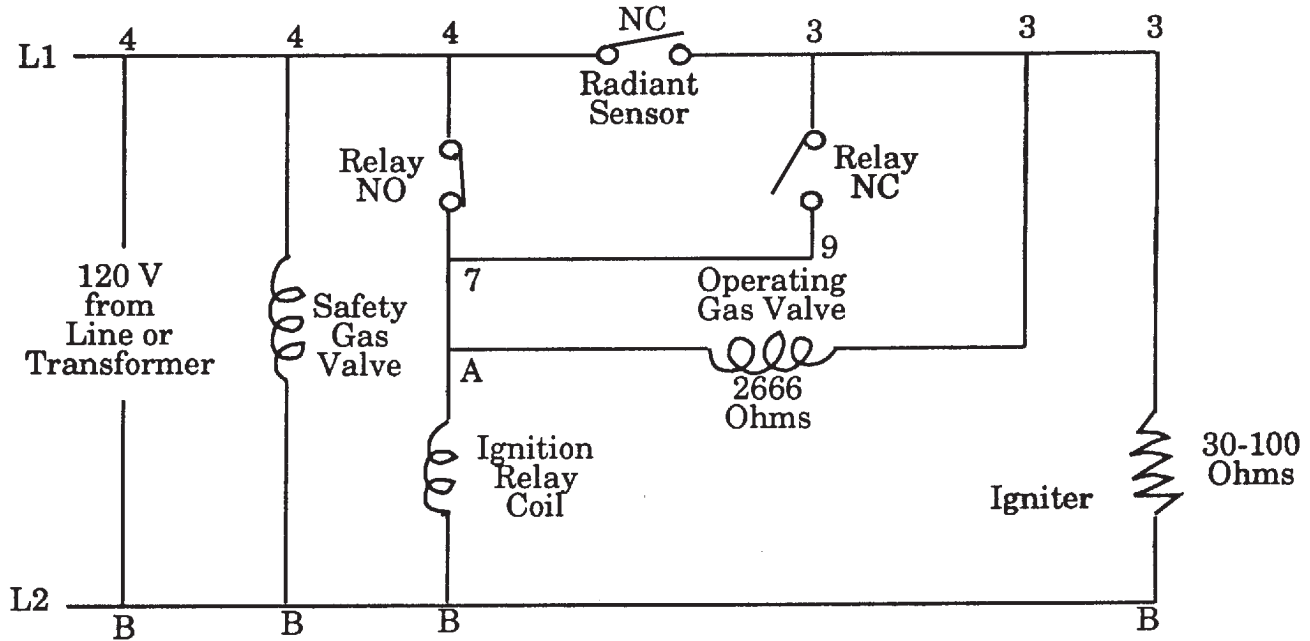 NC
4
4
4
3
3
3
L1
Radiant
Sensor
Relay
NO
Relay
NC
9
7
120 V
from
Line or
Transformer
Safety
Gas
Valve
Operating
Gas Valve
A
2666
Ohms
Ignition
Relay
Coil
Igniter
30-100
Ohms
L2
B
B
B
B